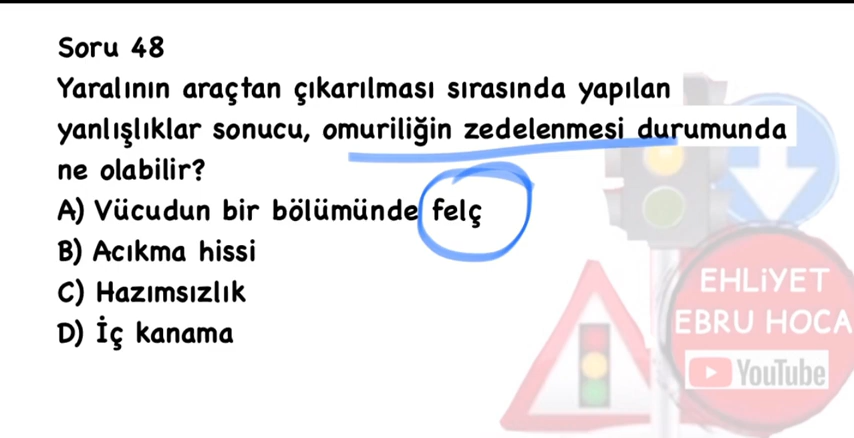 Soru 48
Yaralının araçtan çıkarılması sırasında yapılan
yanlışlıklar sonucu, omuriliğin zedelenmesi durumunda
ne olabilir?
A) Vücudun bir bölümünde felç
B) Acıkma hissi
C) Hazımsızlık
D) İç kanama
EHLİYET
EBRU HOCA
YouTube